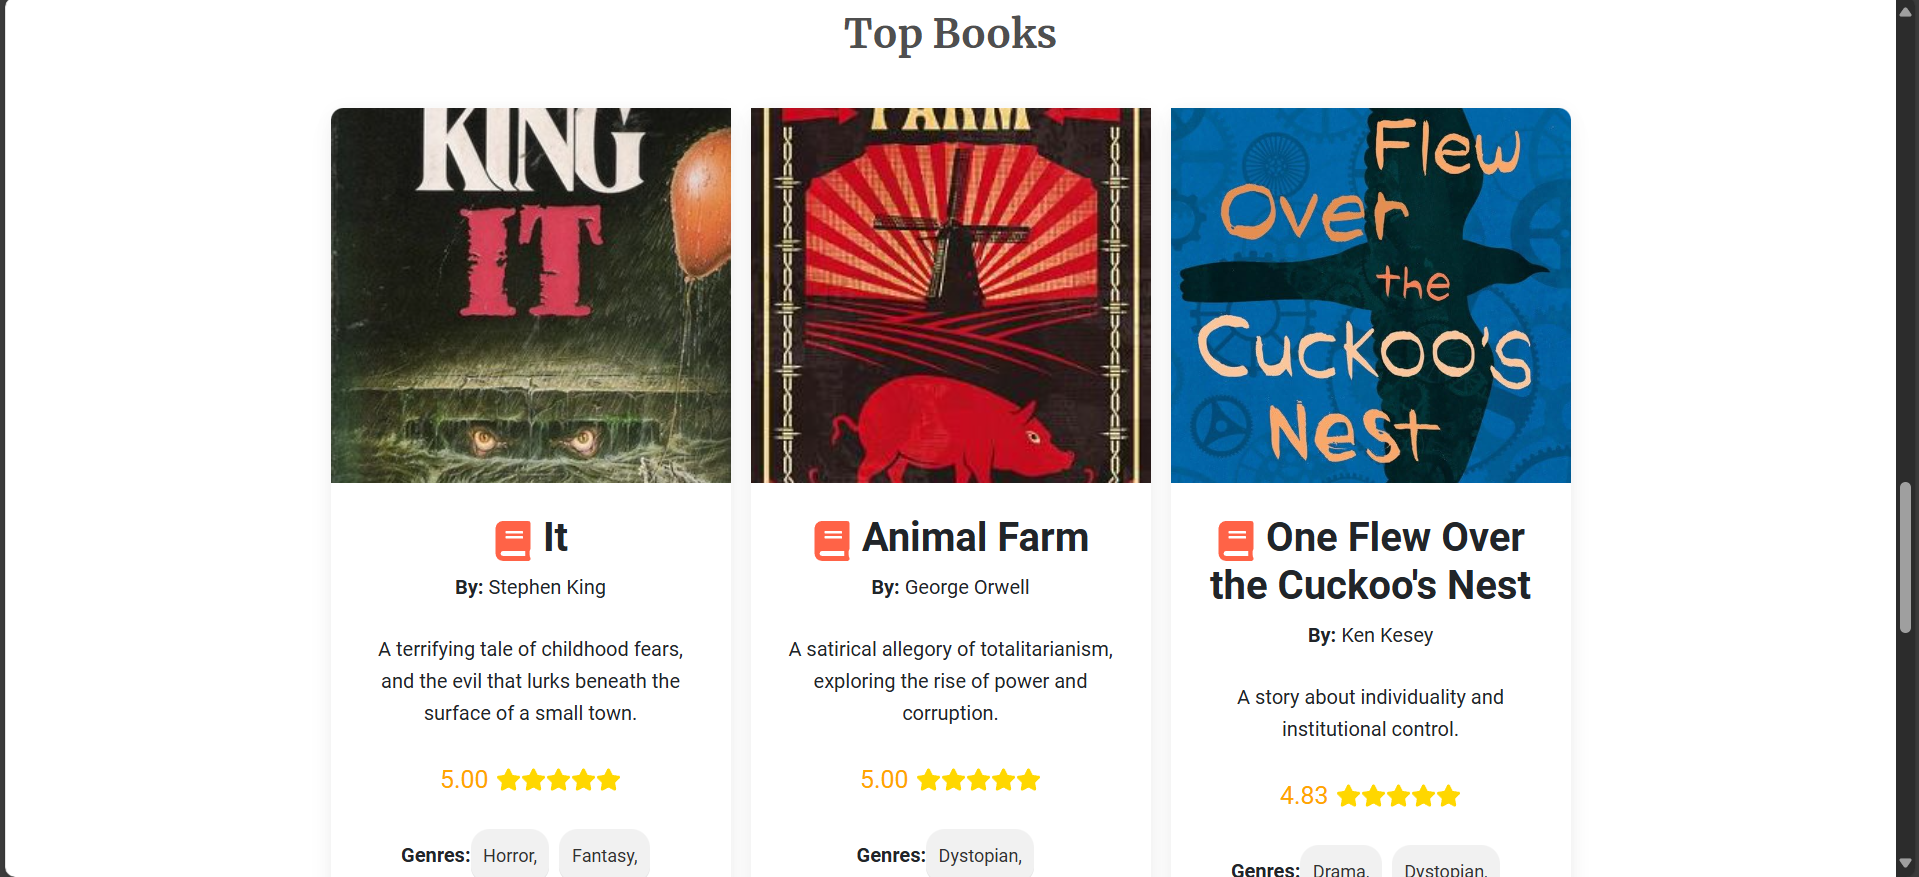 Top Books
KING
IT
It
By: Stephen King
A terrifying tale of childhood fears,
and the evil that lurks beneath the
surface of a small town.
5.00
Genres: Horror, Fantasy,
FARM
Animal Farm
By: George Orwell
A satirical allegory of totalitarianism,
exploring the rise of power and
corruption.
5.00
Genres: Dystopian,
Flew
Over
the
Cuckoo's
Nest
One Flew Over
the Cuckoo's Nest
By: Ken Kesey
A story about individuality and
institutional control.
4.83
Genres: Drama, Dystopian,